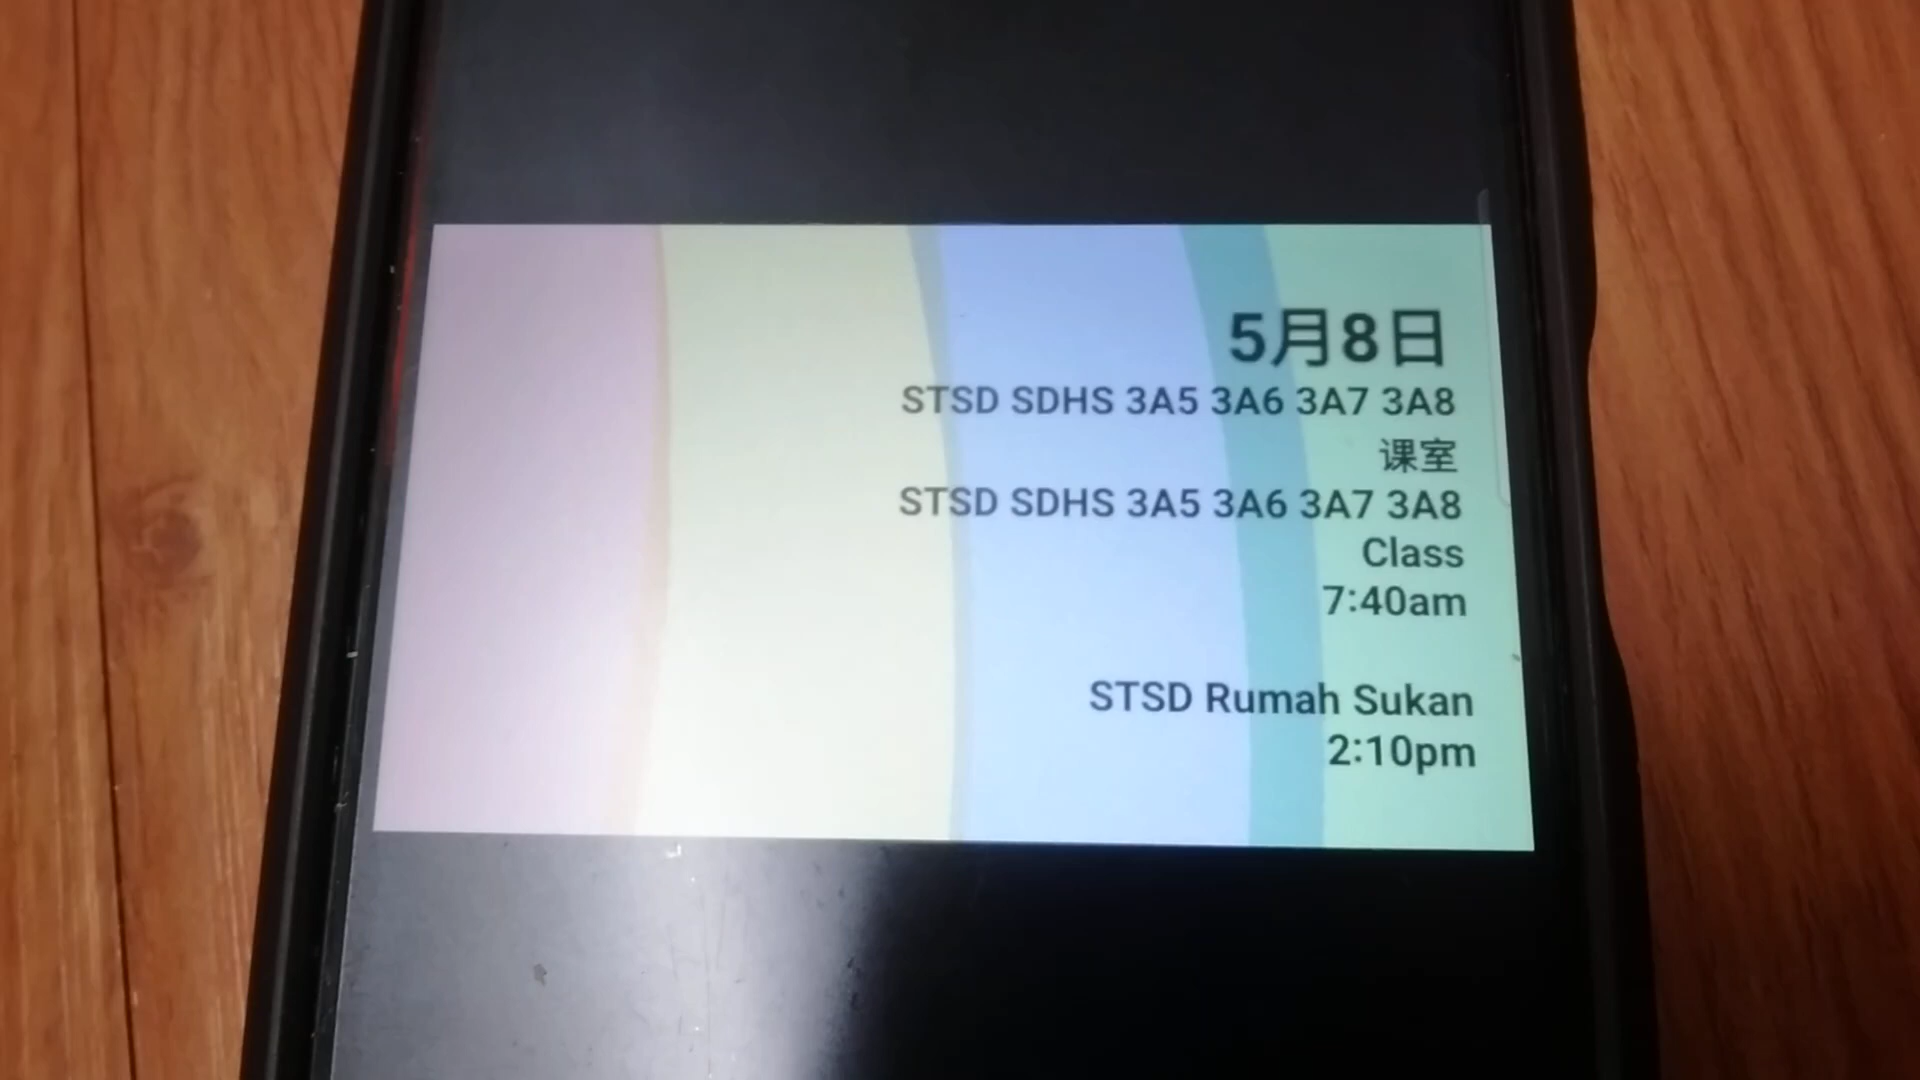 5月8日
STSD SDHS 3A5 3A6 3A7 3A8
课室
STSD SDHS 3A5 3A6 3A7 3A8
Class
7:40am
STSD Rumah Sukan
2:10pm